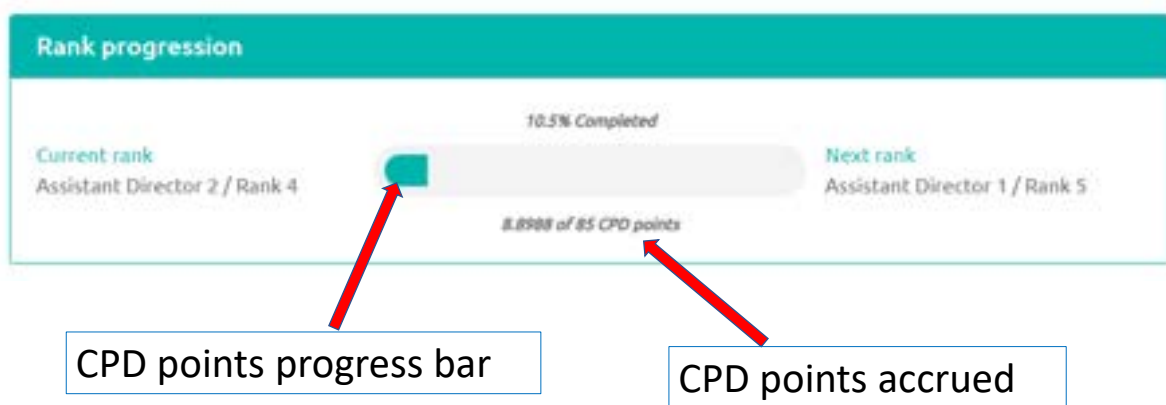 Rank progression
10.5% Completed
Current rank
Assistant Director 2 / Rank 4
Next rank
Assistant Director 1 / Rank 5
8.8988 of 85 CPD points
CPD points progress bar
CPD points accrued